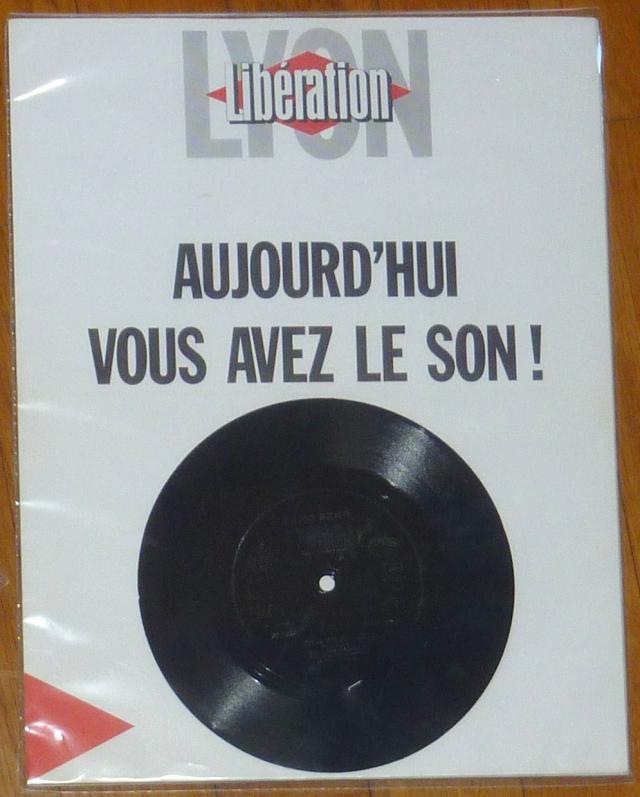 LYON
Libération
AUJOURD'HUI
VOUS AVEZ LE SON !